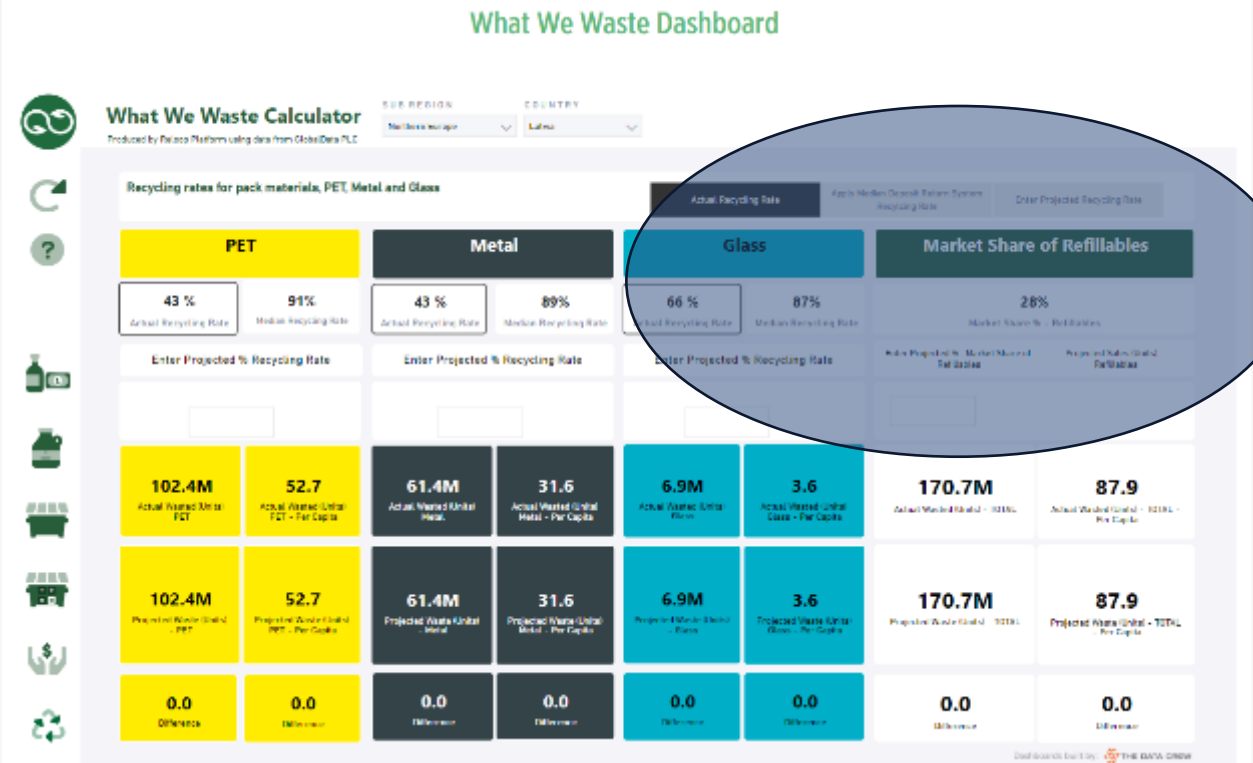 What We Waste Dashboard
What We Waste Calculator
Produced by Reloop Platform using data from GlobalData PLC
SUB REGION
COUNTRY
Northern europe
Latvia
Recycling rates for pack materials, PET, Metal and Glass
Actual Recycling Rate
Apply Median Deposit Return System
Recycling Rate
Enter Projected Recycling Rate
PET
Metal
Glass
Market Share of Refillables
43 %
91%
43 %
89%
66 %
87%
28%
Actual Recycling Rate
Median Recycling Rate
Actual Recycling Rate
Median Recycling Rate
Actual Recycling Rate
Median Recycling Rate
Market Share % - Refillables
Enter Projected % Recycling Rate
Enter Projected % Recycling Rate
Enter Projected % Recycling Rate
Enter Projected % Market Share of
Refillables
Projected Sales (Units)
Refillables
102.4M
52.7
61.4M
31.6
6.9M
3.6
170.7M
87.9
Actual Wasted (Units)
PET
Actual Wasted (Units)
PET - Per Capita
Actual Wasted (Units)
Metal
Actual Wasted (Units)
Metal - Per Capita
Actual Wasted (Units)
Glass
Actual Wasted (Units)
Glass - Per Capita
Actual Wasted (Units) - TOTAL
Actual Wasted (Units) - TOTAL -
Per Capita
102.4M
52.7
61.4M
31.6
6.9M
3.6
170.7M
87.9
Projected Waste (Units)
- PET
Projected Waste (Units)
PET - Per Capita
Projected Waste (Units)
- Metal
Projected Waste (Units)
Metal - Per Capita
Projected Waste (Units)
- Glass
Projected Waste (Units)
Glass - Per Capita
Projected Waste (Units) - TOTAL
Projected Waste (Units) - TOTAL
- Per Capita
0.0
0.0
0.0
0.0
0.0
0.0
0.0
0.0
Difference
Difference
Difference
Difference
Difference
Difference
Difference
Difference
Dashboards built by: THE DATA CREW